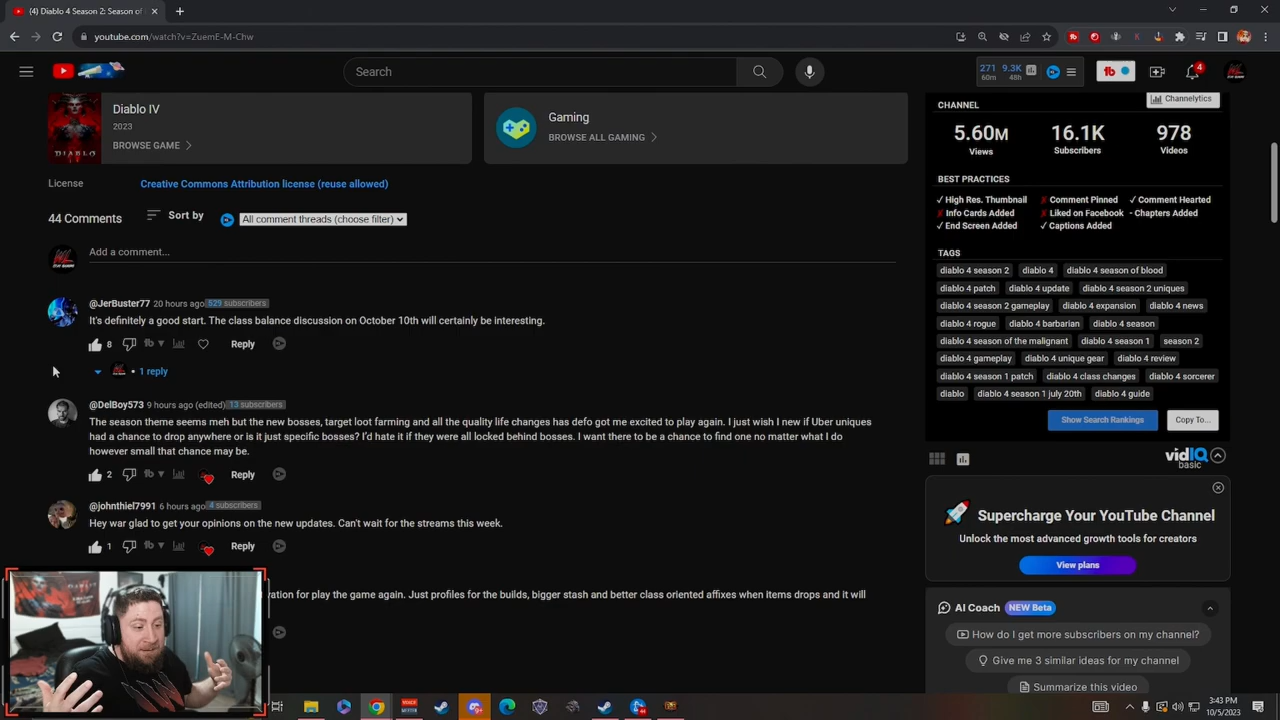 (4) Diablo 4 Season 2: Season of
youtube.com/watch?v=ZuemE-M-Chw
Search
271 60m 9.3K 48h
4
Diablo IV
2023
BROWSE GAME
Gaming
BROWSE ALL GAMING
License
Creative Commons Attribution license (reuse allowed)
44 Comments
Sort by
All comment threads (choose filter)
Add a comment...
@JerBuster77 20 hours ago 529 subscribers
It's definitely a good start. The class balance discussion on October 10th will certainly be interesting.
8 Reply
1 reply
@DelBoy573 9 hours ago (edited) 13 subscribers
The season theme seems meh but the new bosses, target loot farming and all the quality life changes has defo got me excited to play again. I just wish I new if Uber uniques
had a chance to drop anywhere or is it just specific bosses? I'd hate it if they were all locked behind bosses. I want there to be a chance to find one no matter what I do
however small that chance may be.
2 Reply
@johnthiel7991 6 hours ago 4 subscribers
Hey war glad to get your opinions on the new updates. Can't wait for the streams this week.
1 Reply
vation for play the game again. Just profiles for the builds, bigger stash and better class oriented affixes when items drops and it will
CHANNEL
Channelytics
5.60M 16.1K 978
Views Subscribers Videos
BEST PRACTICES
✓ High Res. Thumbnail ✗ Comment Pinned ✓ Comment Hearted
✗ Info Cards Added ✗ Liked on Facebook - Chapters Added
✓ End Screen Added ✓ Captions Added
TAGS
diablo 4 season 2 diablo 4 diablo 4 season of blood
diablo 4 patch diablo 4 update diablo 4 season 2 uniques
diablo 4 season 2 gameplay diablo 4 expansion diablo 4 news
diablo 4 rogue diablo 4 barbarian diablo 4 season
diablo 4 season of the malignant diablo 4 season 1 season 2
diablo 4 gameplay diablo 4 unique gear diablo 4 review
diablo 4 season 1 patch diablo 4 class changes diablo 4 sorcerer
diablo diablo 4 season 1 july 20th diablo 4 guide
Show Search Rankings Copy To...
vidIQ
basic
Supercharge Your YouTube Channel
Unlock the most advanced growth tools for creators
View plans
AI Coach NEW Beta
How do I get more subscribers on my channel?
Give me 3 similar ideas for my channel
Summarize this video
3:43 PM
10/5/2023